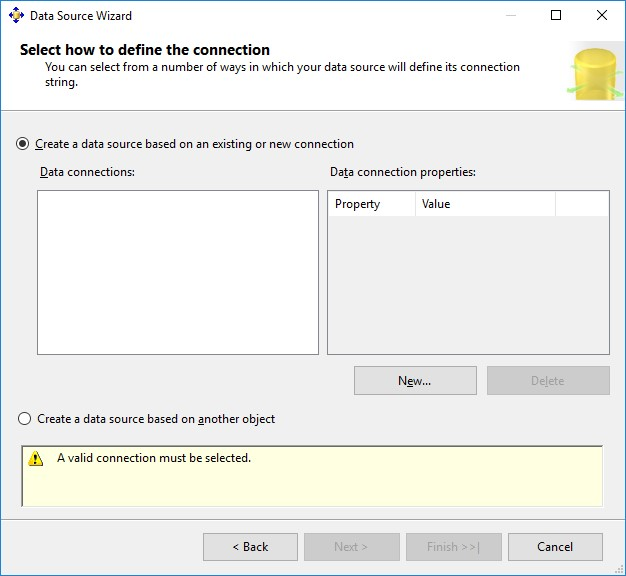 Data Source Wizard
Select how to define the connection
You can select from a number of ways in which your data source will define its connection
string.
Create a data source based on an existing or new connection
Data connections:
Data connection properties:
Property Value
New... Delete
Create a data source based on another object
A valid connection must be selected.
< Back Next > Finish >>| Cancel